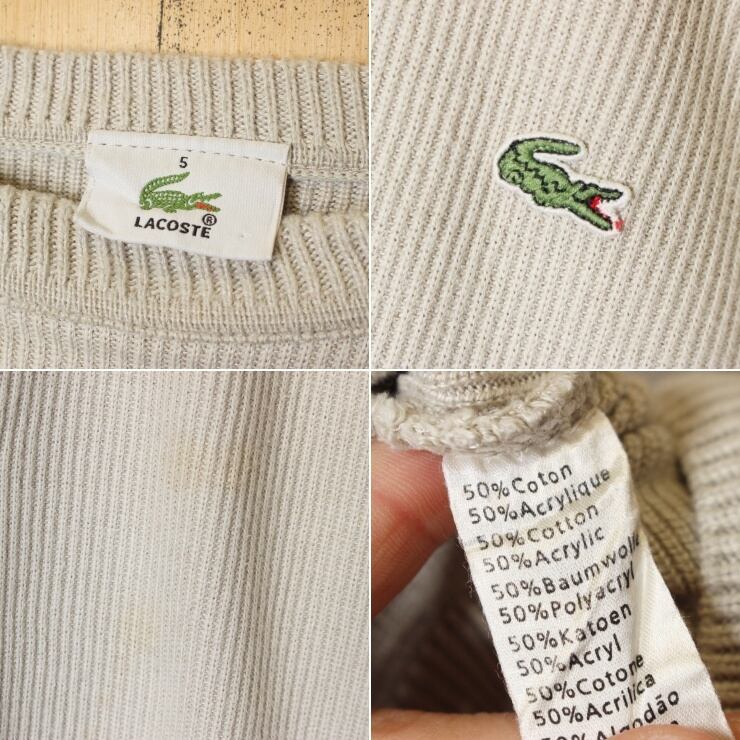 5
LACOSTE®
50%Coton
50%Acrylique
50%Cotton
50%Acrylic
50%Baumwolle
50%Polyacryl
50%Katoen
50%Acryl
50%Cotone
50%Acrilica
50%Algodão